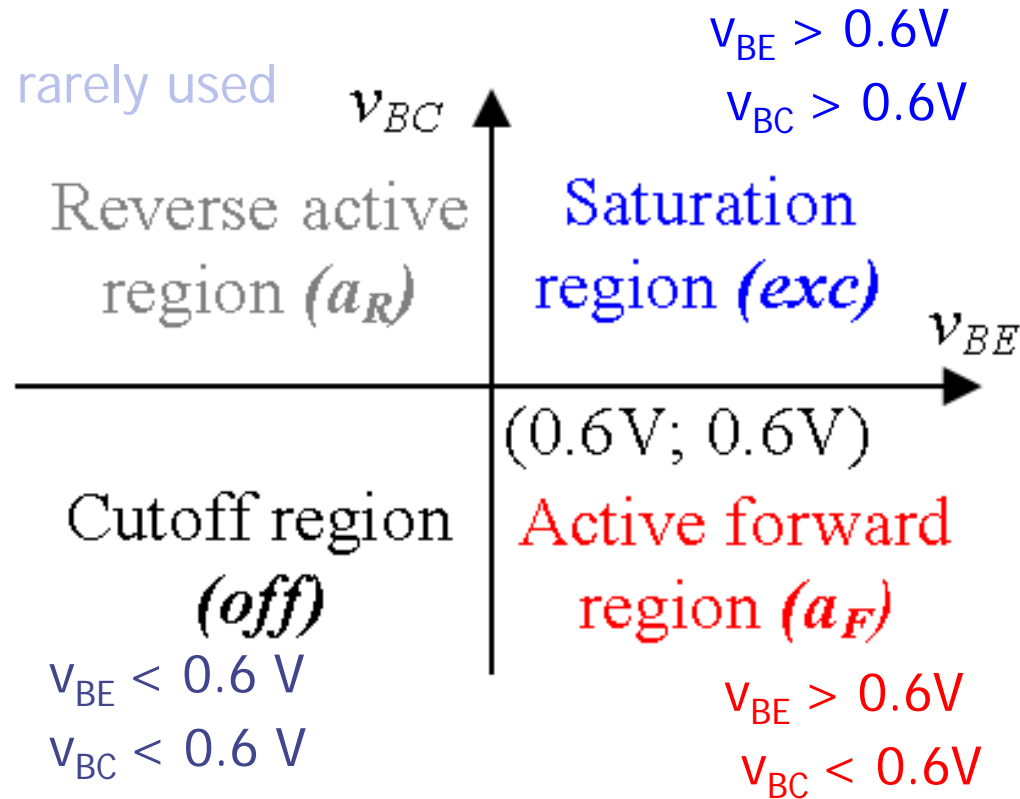 v_BE > 0.6V
rarely used
v_BC > 0.6V
v_BC
Reverse active
region (a_R)
Saturation
region (exc)
v_BE
(0.6V; 0.6V)
Cutoff region
(off)
Active forward
region (a_F)
v_BE < 0.6 V
v_BC < 0.6 V
v_BE > 0.6V
v_BC < 0.6V